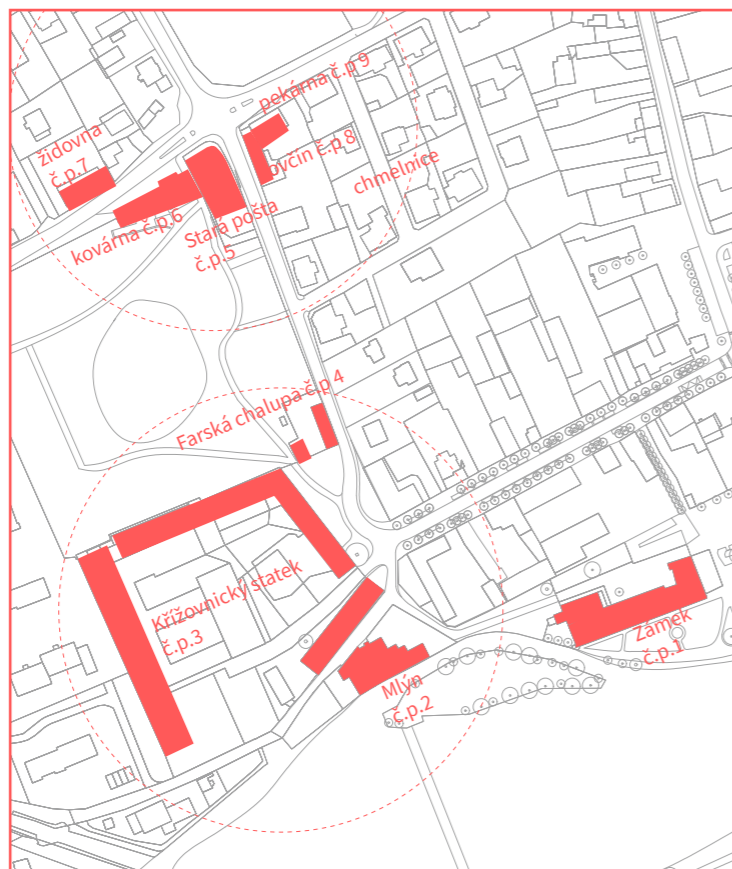 pekárna č.p 9
ovčín č.p 8
chmelnice
židovna
č.p.7
kovárna č.p.6
Stará pošta
č.p.5
Farská chalupa č.p 4
Křížovnický statek
č.p.3
Zámek
č.p.1
Mlýn
č.p.2